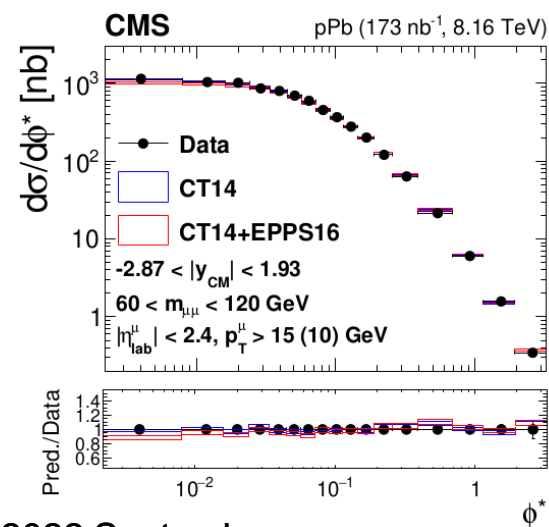 CMS
pPb (173 nb⁻¹, 8.16 TeV)
dσ/dϕ* [nb]
10³
10²
10
1
Data
CT14
CT14+EPPS16
-2.87 < |y_CM| < 1.93
60 < m_μμ < 120 GeV
|η^μ_lab| < 2.4, p^μ_T > 15 (10) GeV
Pred./Data
1.4
1.2
1
0.8
0.6
10⁻²
10⁻¹
1
ϕ*